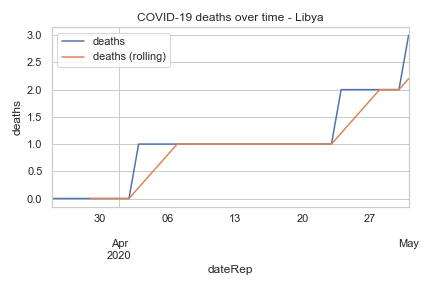 COVID-19 deaths over time - Libya
deaths
deaths (rolling)
3.0
2.5
2.0
1.5
1.0
0.5
0.0
deaths
30
06
13
20
27
Apr
2020
May
dateRep